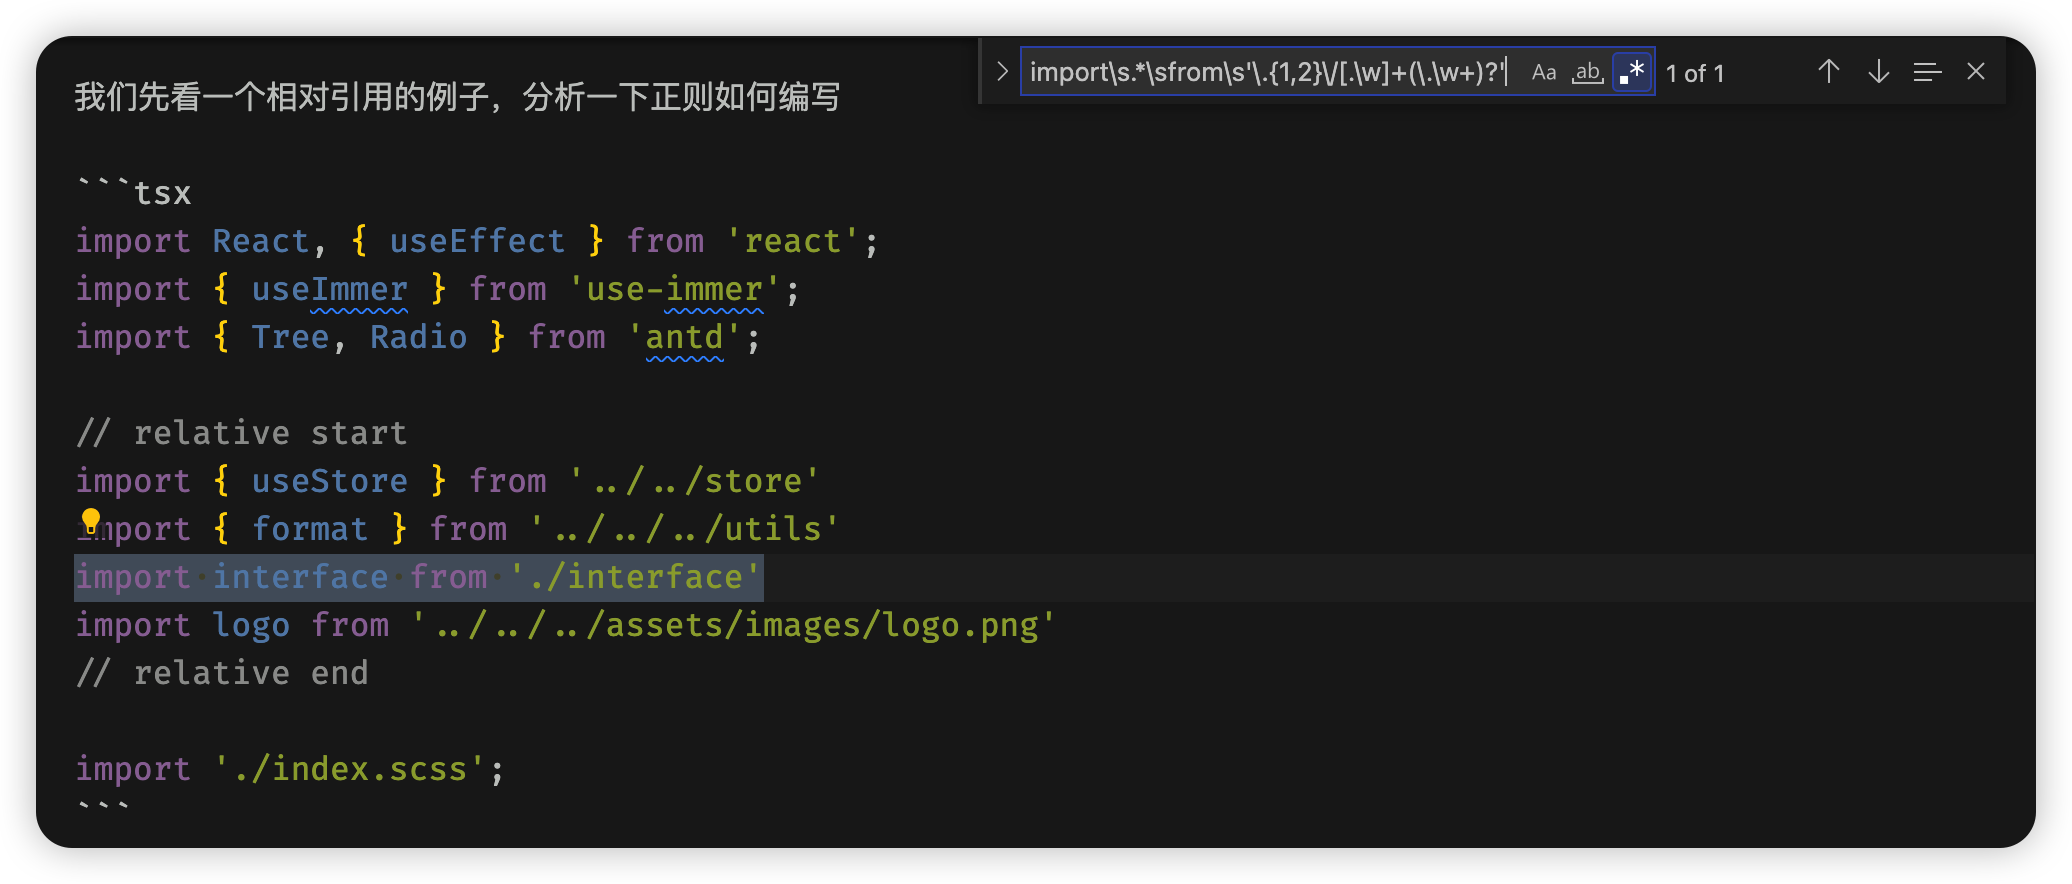 import\s.*\sfrom\s'\.{1,2}\/[.\w]+(\.\w+)?' Aa ab .* 1 of 1
我们先看一个相对引用的例子，分析一下正则如何编写
```tsx
import React, { useEffect } from 'react';
import { useImmer } from 'use-immer';
import { Tree, Radio } from 'antd';
// relative start
import { useStore } from '../../store'
import { format } from '../../../utils'
import interface from './interface'
import logo from '../../../assets/images/logo.png'
// relative end
import './index.scss';
```